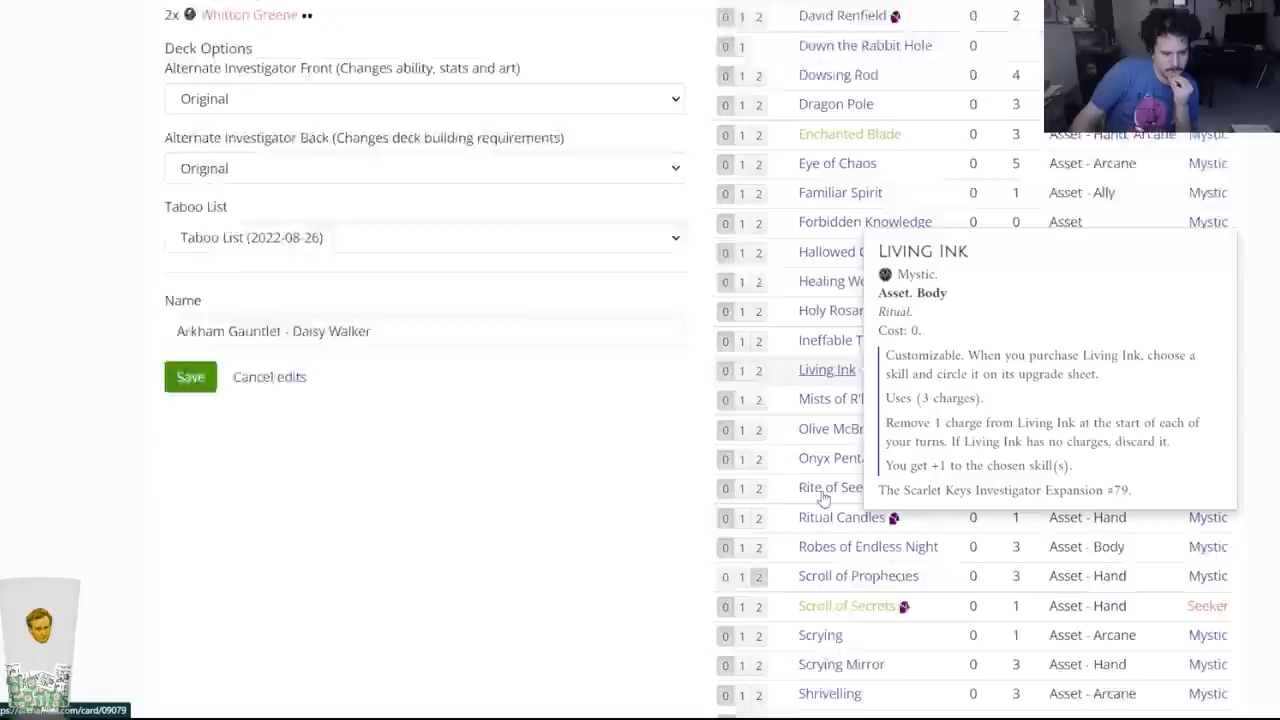 2x Whitton Greene ••
Deck Options
Alternate Investigator Front (Changes ability, stats and art)
Original
Alternate Investigator Back (Changes deck building requirements)
Original
Taboo List
Taboo List (2022-08-26)
Name
Arkham Gauntlet - Daisy Walker
Save Cancel edits
0 1 2 David Renfield 0 2
0 1 Down the Rabbit Hole 0
0 1 2 Dowsing Rod 0 4
0 1 2 Dragon Pole 0 3
0 1 2 Enchanted Blade 0 3 Asset - Hand, Arcane Mystic
0 1 2 Eye of Chaos 0 5 Asset - Arcane Mystic
0 1 2 Familiar Spirit 0 1 Asset - Ally Mystic
0 1 2 Forbidden Knowledge 0 0 Asset Mystic
0 1 2 Hallowed
0 1 2 Healing
0 1 2 Holy Rosar
0 1 2 Ineffable T
0 1 2 Living Ink
0 1 2 Mists of R'l
0 1 2 Olive McBr
0 1 2 Onyx Penta
0 1 2 Rite of See
0 1 2 Ritual Candles 0 1 Asset - Hand Mystic
0 1 2 Robes of Endless Night 0 3 Asset - Body Mystic
0 1 2 Scroll of Prophecies 0 3 Asset - Hand Mystic
0 1 2 Scroll of Secrets 0 1 Asset - Hand Seeker
0 1 2 Scrying 0 1 Asset - Arcane Mystic
0 1 2 Scrying Mirror 0 3 Asset - Hand Mystic
0 1 2 Shrivelling 0 3 Asset - Arcane Mystic
Living Ink
Mystic.
Asset. Body
Ritual.
Cost: 0.
Customizable. When you purchase Living Ink, choose a
skill and circle it on its upgrade sheet.
Uses (3 charges).
Remove 1 charge from Living Ink at the start of each of
your turns. If Living Ink has no charges, discard it.
You get +1 to the chosen skill(s).
The Scarlet Keys Investigator Expansion #79.